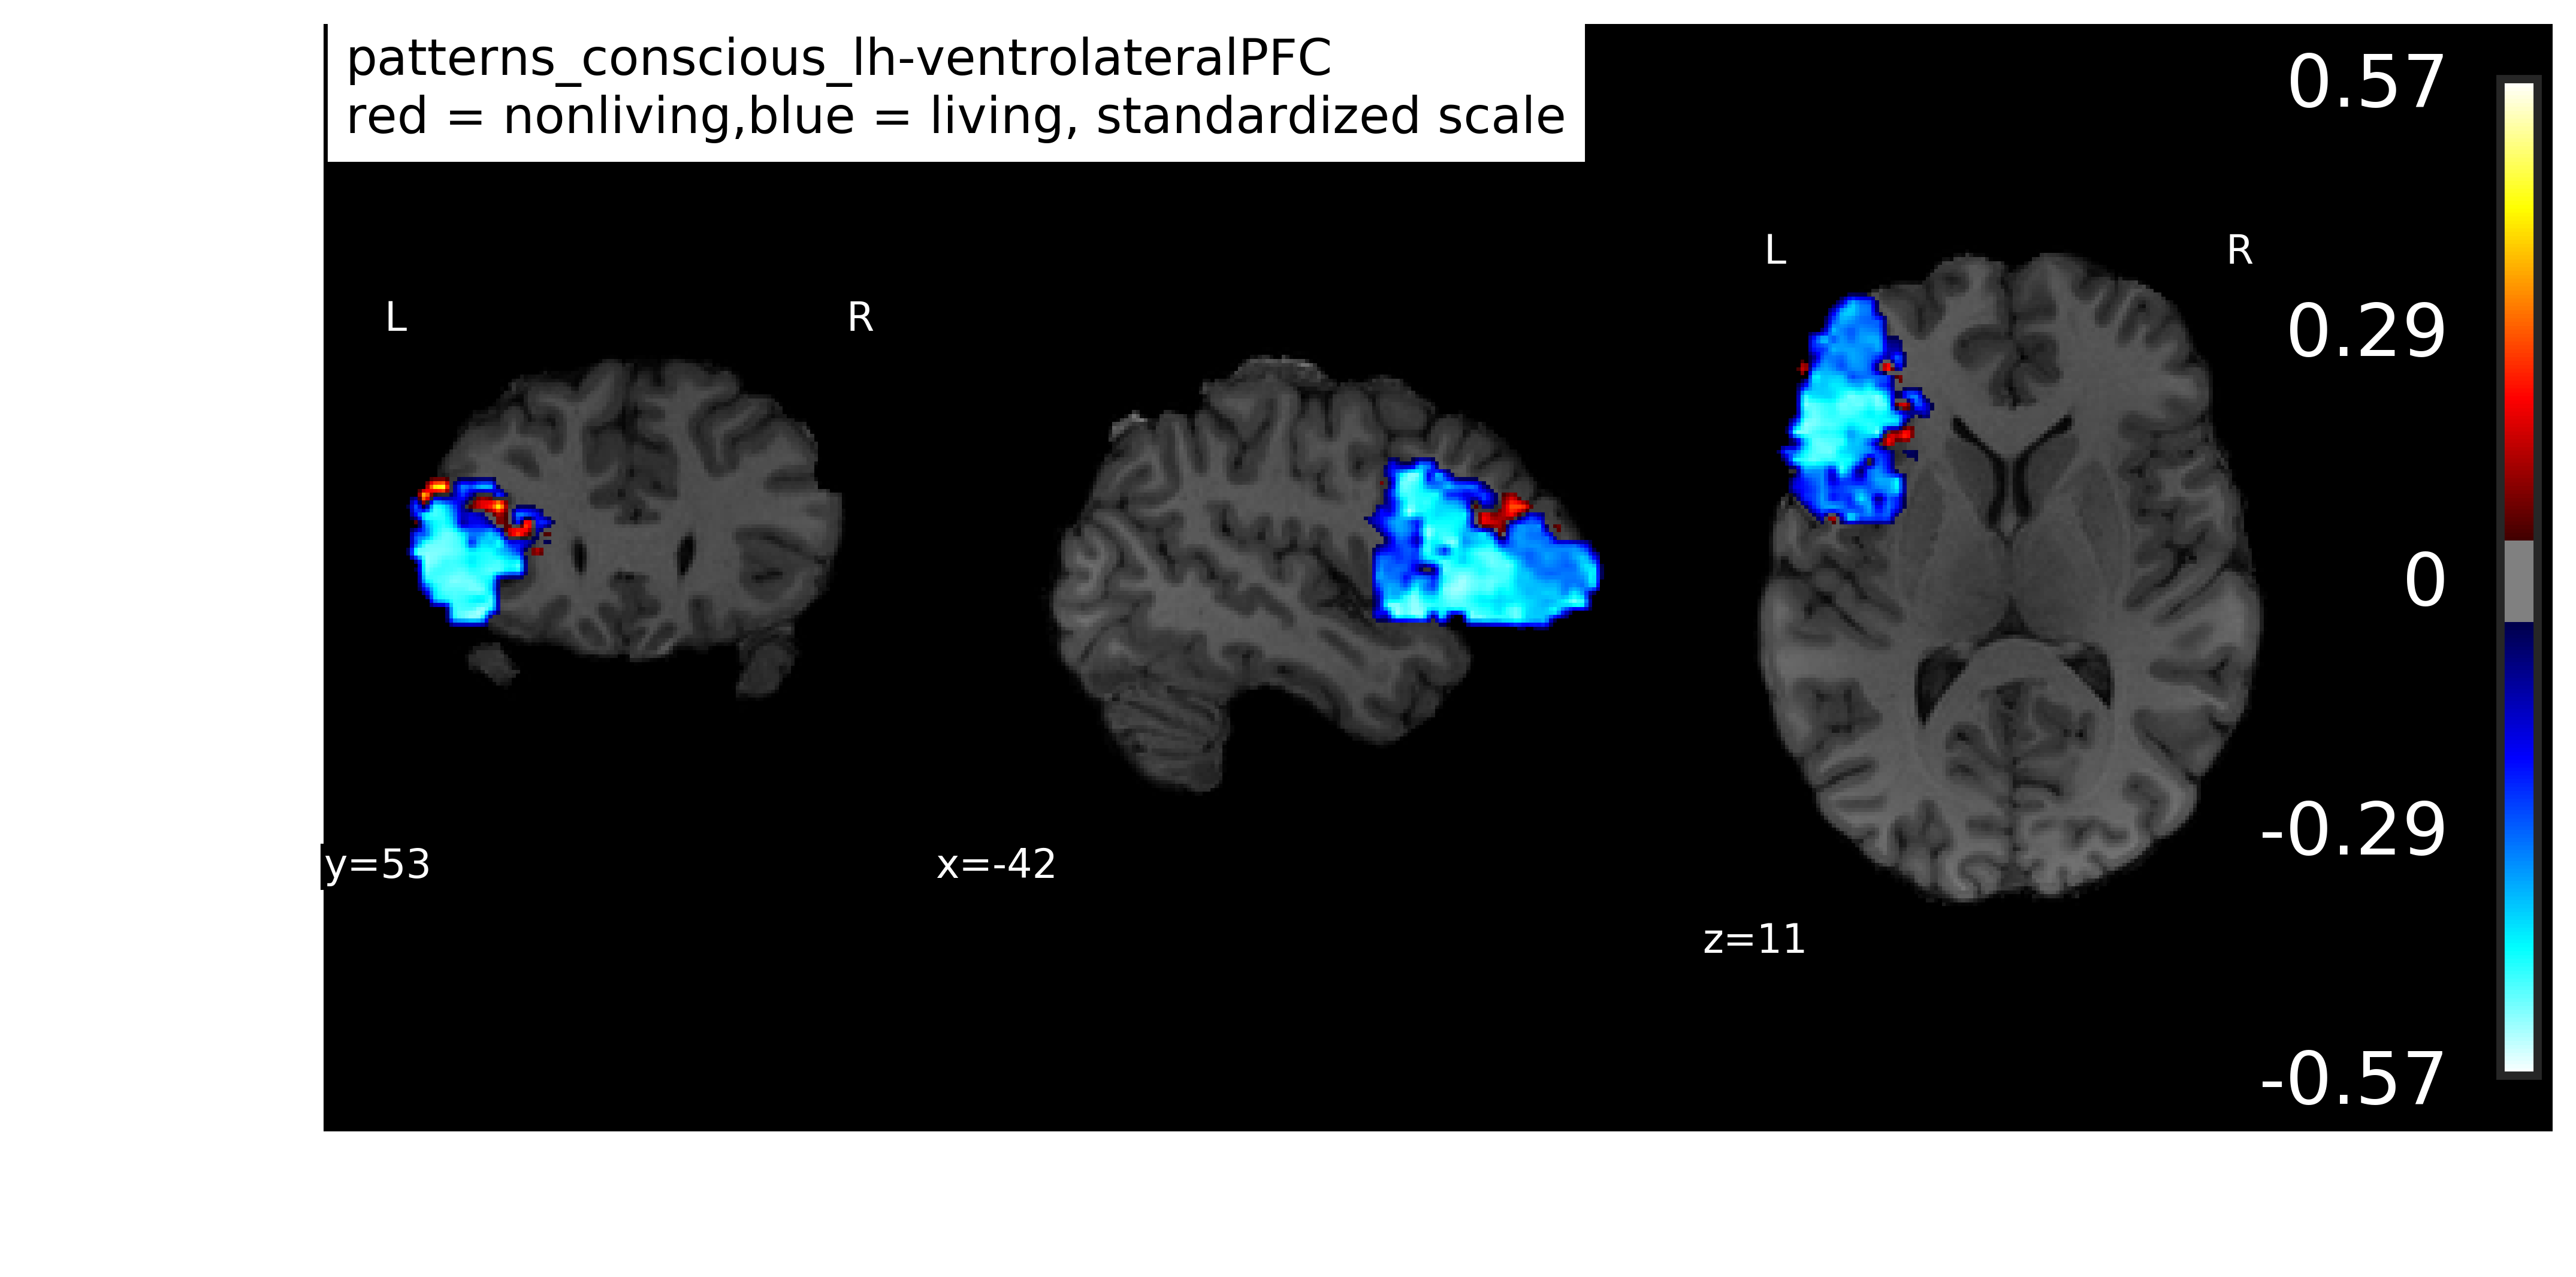 patterns_conscious_lh-ventrolateralPFC
red = nonliving,blue = living, standardized scale
L
R
L
R
y=53
x=-42
z=11
0.57
0.29
0
-0.29
-0.57